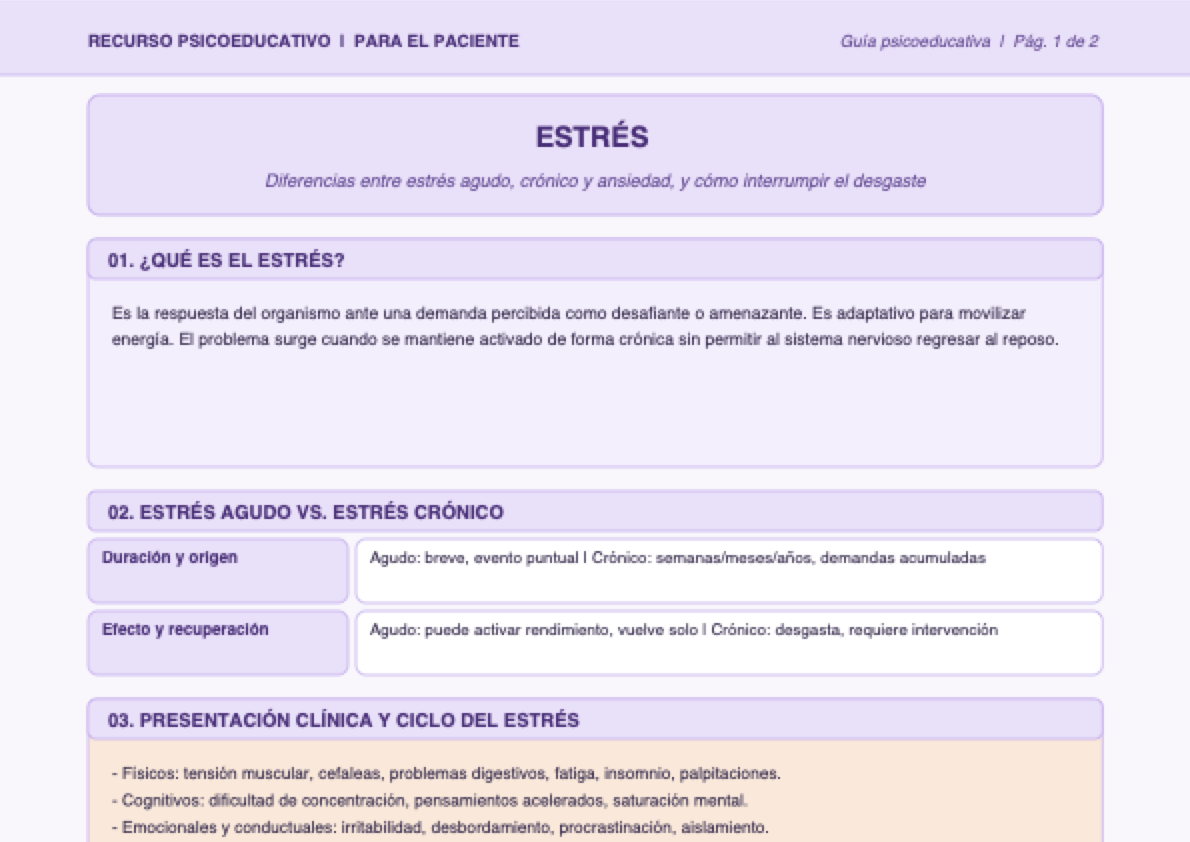 RECURSO PSICOEDUCATIVO | PARA EL PACIENTE
Guía psicoeducativa | Pág. 1 de 2
ESTRÉS
Diferencias entre estrés agudo, crónico y ansiedad, y cómo interrumpir el desgaste
01. ¿QUÉ ES EL ESTRÉS?
Es la respuesta del organismo ante una demanda percibida como desafiante o amenazante. Es adaptativo para movilizar
energía. El problema surge cuando se mantiene activado de forma crónica sin permitir al sistema nervioso regresar al reposo.
02. ESTRÉS AGUDO VS. ESTRÉS CRÓNICO
Duración y origen
Agudo: breve, evento puntual | Crónico: semanas/meses/años, demandas acumuladas
Efecto y recuperación
Agudo: puede activar rendimiento, vuelve solo | Crónico: desgasta, requiere intervención
03. PRESENTACIÓN CLÍNICA Y CICLO DEL ESTRÉS
- Físicos: tensión muscular, cefaleas, problemas digestivos, fatiga, insomnio, palpitaciones.
- Cognitivos: dificultad de concentración, pensamientos acelerados, saturación mental.
- Emocionales y conductuales: irritabilidad, desbordamiento, procrastinación, aislamiento.